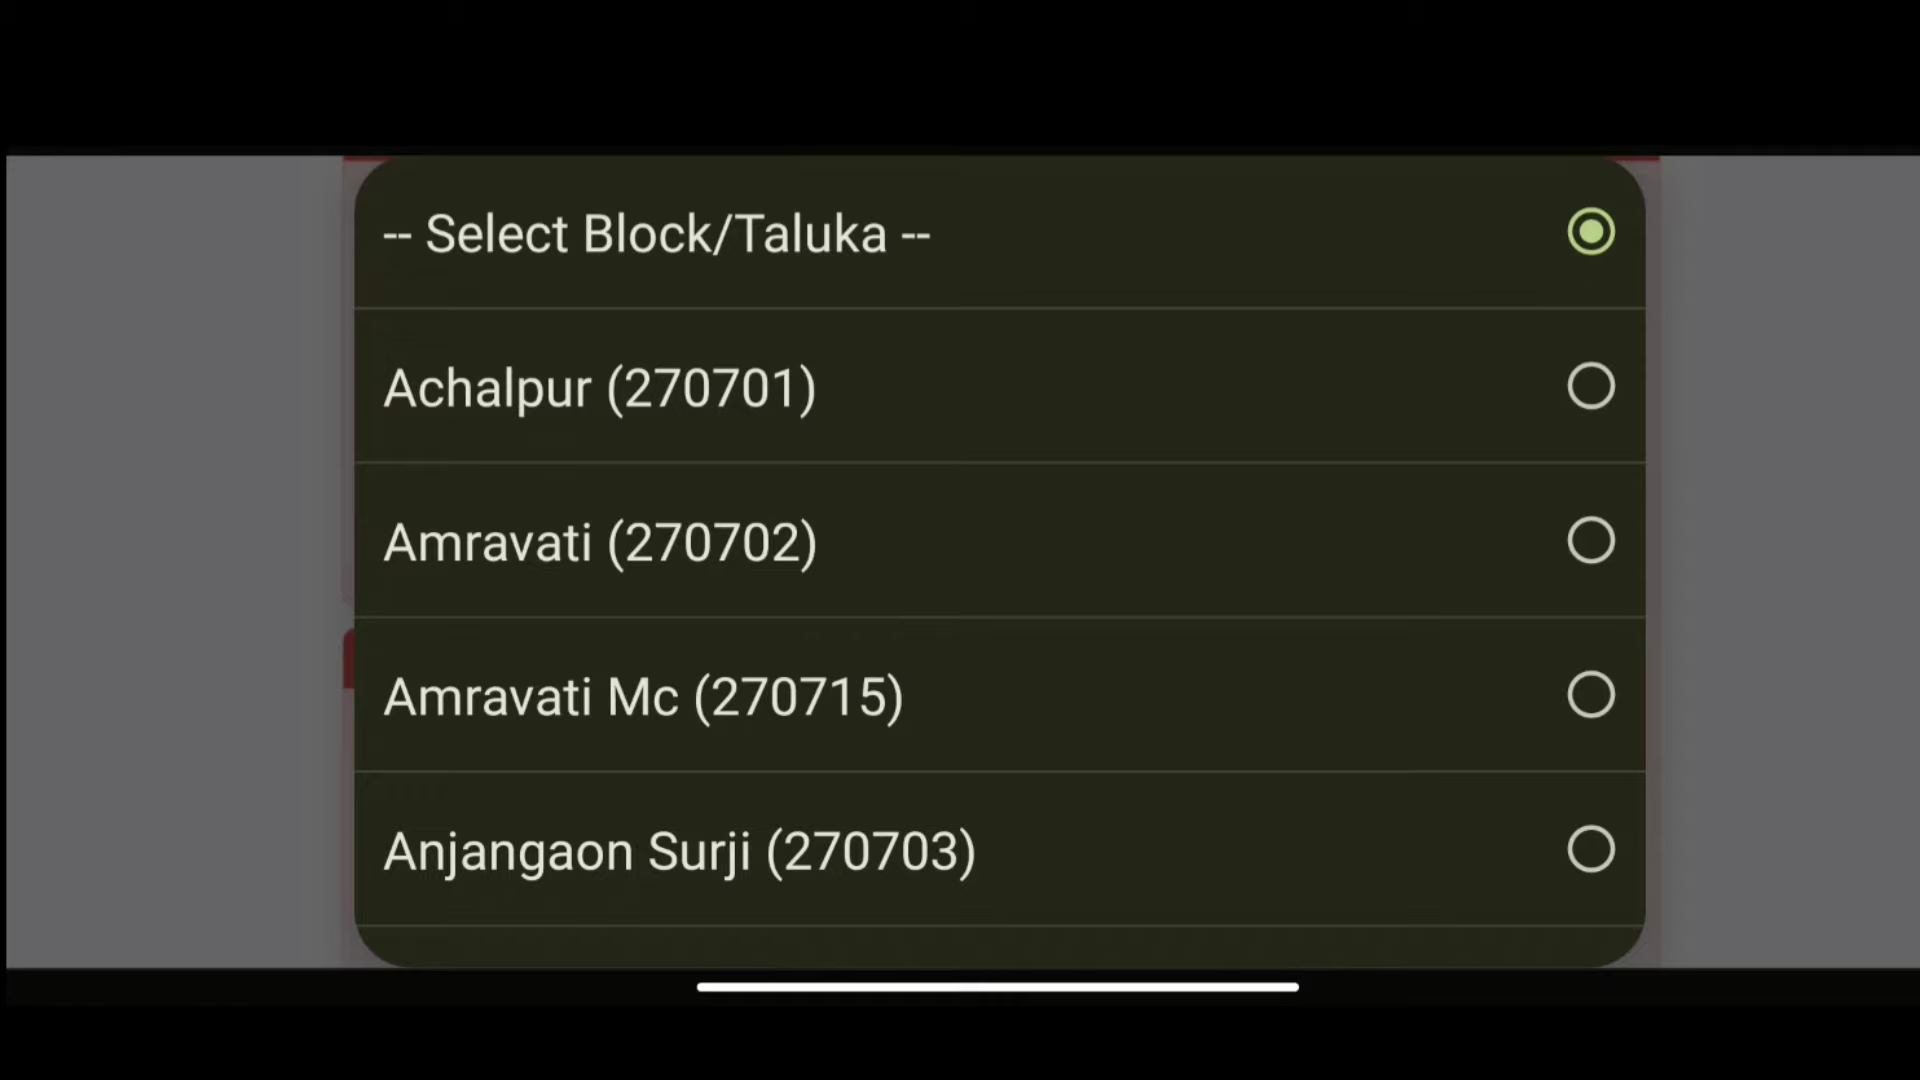 -- Select Block/Taluka --
Achalpur (270701)
Amravati (270702)
Amravati Mc (270715)
Anjangaon Surji (270703)